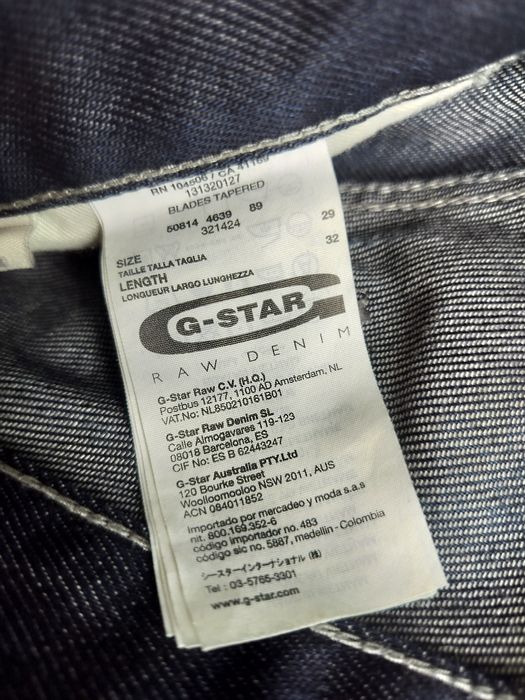 RN 104506 / CA 41169
131320127
BLADES TAPERED
50814 4639 89
321424
SIZE 29
TAILLE TALLA TAGLIA
LENGTH 32
LONGUEUR LARGO LUNGHEZZA
G-STAR
RAW DENIM
G-Star Raw C.V. (H.Q.)
Postbus 12177, 1100 AD Amsterdam, NL
VAT.No: NL850210161B01
G-Star Raw Denim SL
Calle Almogavares 119-123
08018 Barcelona, ES
CIF No: ES B 62443247
G-Star Australia PTY.Ltd
120 Bourke Street
Woolloomooloo NSW 2011, AUS
ACN 084011852
Importado por mercadeo y moda s.a.s
nit. 800.169.352-6
código importador no. 483
código sic no. 5887, medellin - Colombia
ジースターインターナショナル (株)
Tel : 03-5765-3301
www.g-star.com